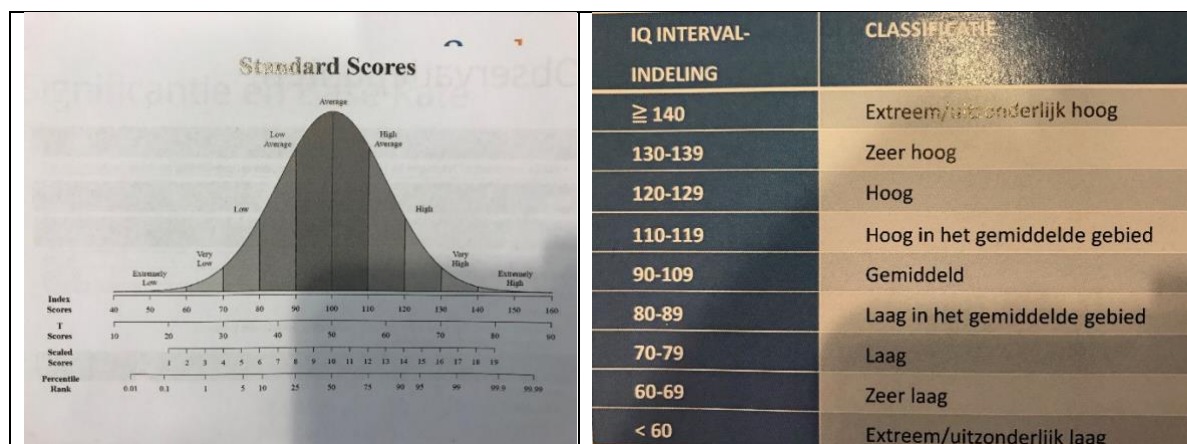 Standard Scores
Average
Low
Average
High
Average
Low
High
Very
Low
Very
High
Extremely
Low
Extremely
High
Index
Scores
40 50 60 70 80 90 100 110 120 130 140 150 160
T
Scores
10 20 30 40 50 60 70 80 90
Scaled
Scores
1 2 3 4 5 6 7 8 9 10 11 12 13 14 15 16 17 18 19
Percentile
Rank
0.01 0.1 1 5 10 25 50 75 90 95 99 99.9 99.99
IQ INTERVAL-
INDELING
CLASSIFICATIE
≧ 140 Extreem/uitzonderlijk hoog
130-139 Zeer hoog
120-129 Hoog
110-119 Hoog in het gemiddelde gebied
90-109 Gemiddeld
80-89 Laag in het gemiddelde gebied
70-79 Laag
60-69 Zeer laag
< 60 Extreem/uitzonderlijk laag